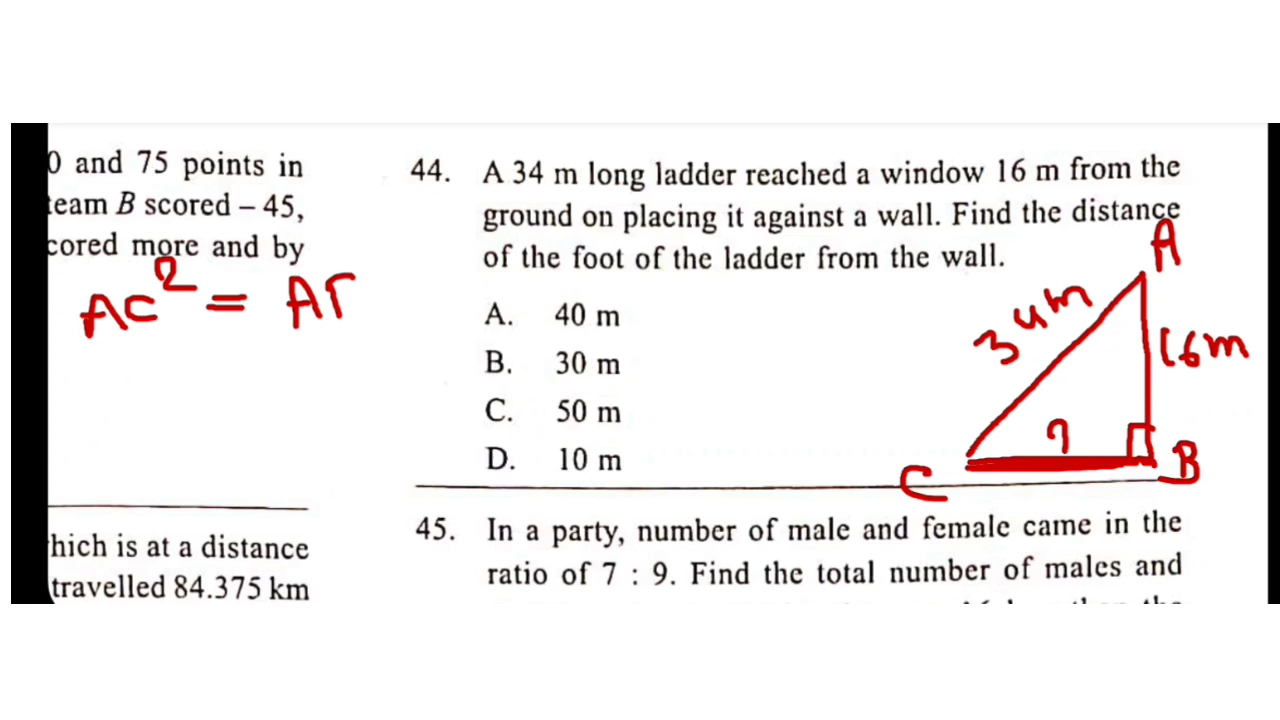 0 and 75 points in
team B scored – 45,
cored more and by
AC² = AB
hich is at a distance
travelled 84.375 km
44. A 34 m long ladder reached a window 16 m from the
ground on placing it against a wall. Find the distance
of the foot of the ladder from the wall.
A. 40 m
B. 30 m
C. 50 m
D. 10 m
A
34m
16m
?
C
B
45. In a party, number of male and female came in the
ratio of 7 : 9. Find the total number of males and